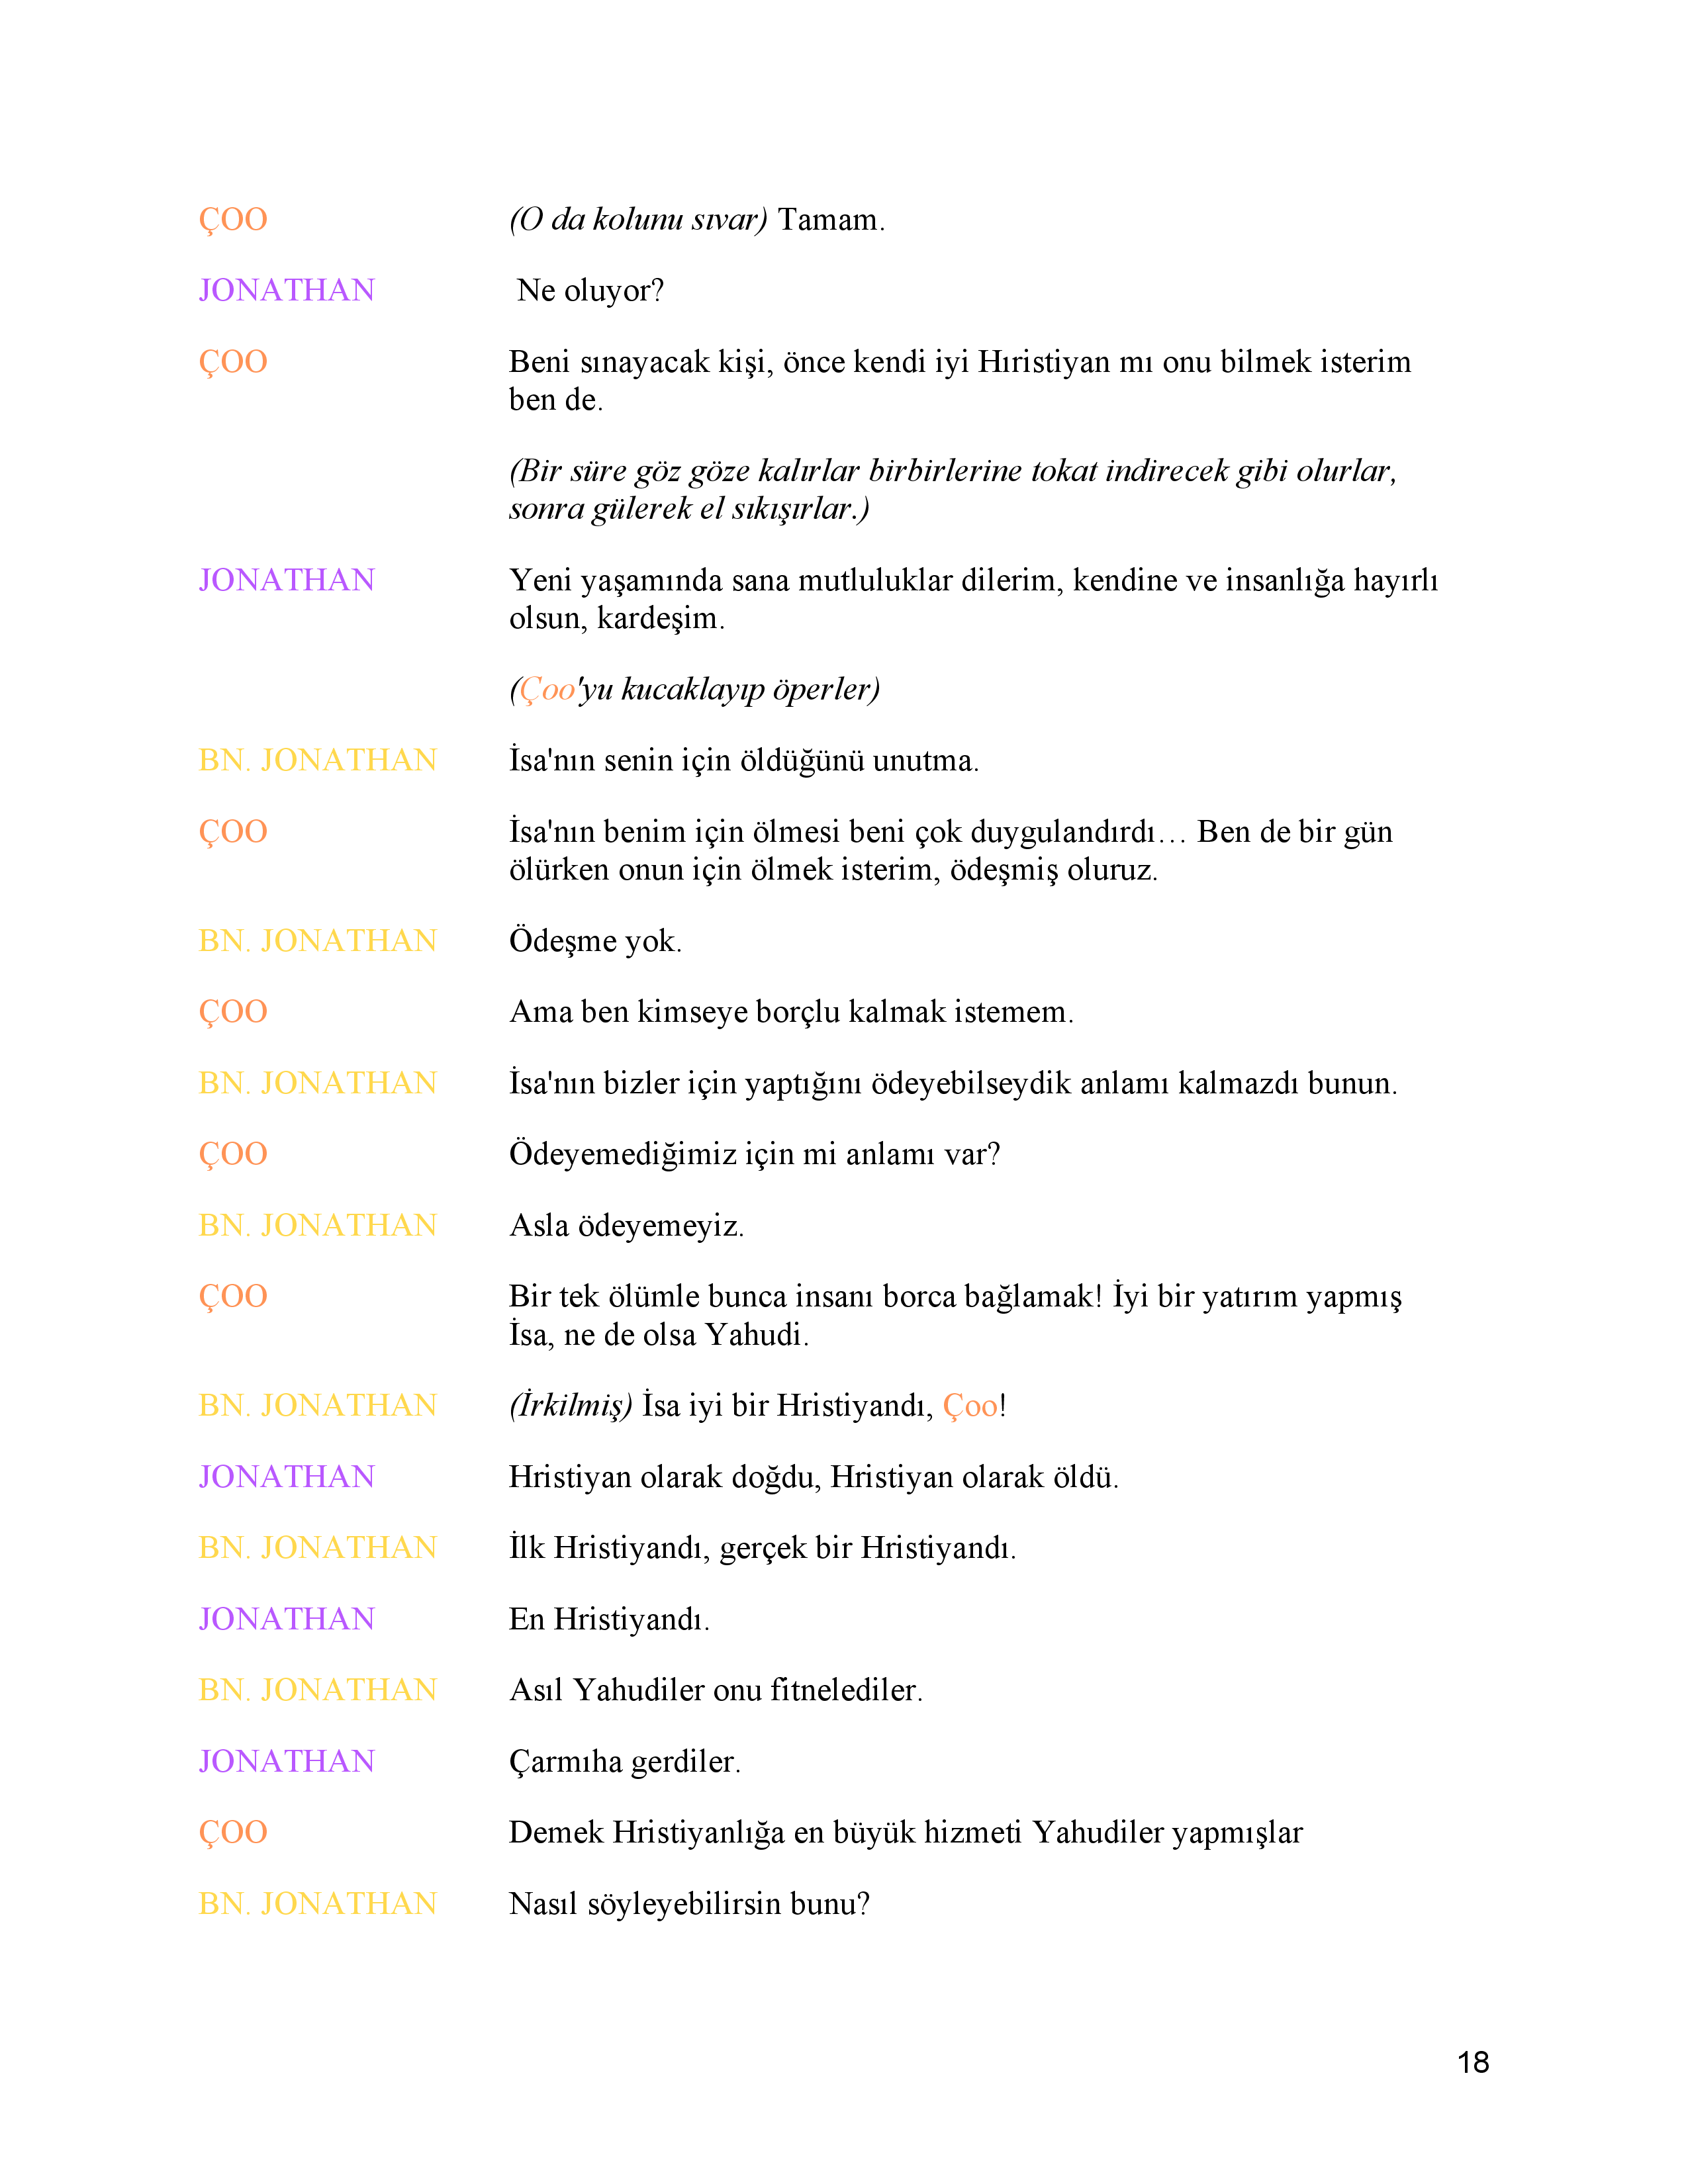 ÇOO (O da kolunu sıvar) Tamam.
JONATHAN Ne oluyor?
ÇOO Beni sınayacak kişi, önce kendi iyi Hıristiyan mı onu bilmek isterim
ben de.
(Bir süre göz göze kalırlar birbirlerine tokat indirecek gibi olurlar,
sonra gülerek el sıkışırlar.)
JONATHAN Yeni yaşamında sana mutluluklar dilerim, kendine ve insanlığa hayırlı
olsun, kardeşim.
(Çoo'yu kucaklayıp öperler)
BN. JONATHAN İsa'nın senin için öldüğünü unutma.
ÇOO İsa'nın benim için ölmesi beni çok duygulandırdı… Ben de bir gün
ölürken onun için ölmek isterim, ödeşmiş oluruz.
BN. JONATHAN Ödeşme yok.
ÇOO Ama ben kimseye borçlu kalmak istemem.
BN. JONATHAN İsa'nın bizler için yaptığını ödeyebilseydik anlamı kalmazdı bunun.
ÇOO Ödeyemediğimiz için mi anlamı var?
BN. JONATHAN Asla ödeyemeyiz.
ÇOO Bir tek ölümle bunca insanı borca bağlamak! İyi bir yatırım yapmış
İsa, ne de olsa Yahudi.
BN. JONATHAN (İrkilmiş) İsa iyi bir Hristiyandı, Çoo!
JONATHAN Hristiyan olarak doğdu, Hristiyan olarak öldü.
BN. JONATHAN İlk Hristiyandı, gerçek bir Hristiyandı.
JONATHAN En Hristiyandı.
BN. JONATHAN Asıl Yahudiler onu fitnelediler.
JONATHAN Çarmıha gerdiler.
ÇOO Demek Hristiyanlığa en büyük hizmeti Yahudiler yapmışlar
BN. JONATHAN Nasıl söyleyebilirsin bunu?
18